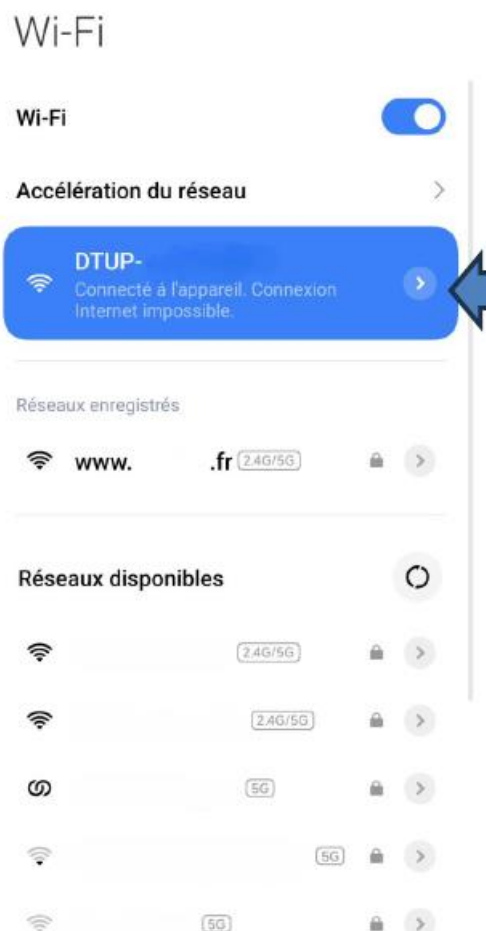 Wi-Fi
Wi-Fi
Accélération du réseau
DTUP-
Connecté à l'appareil. Connexion
Internet impossible.
Réseaux enregistrés
www. .fr 2.4G/5G
Réseaux disponibles
2.4G/5G
2.4G/5G
5G
5G
5G